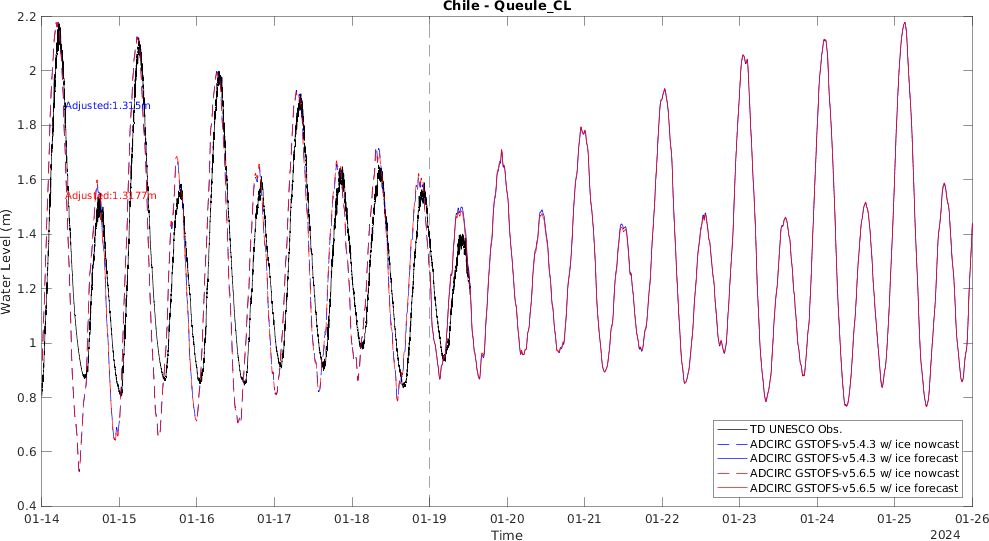 Chile - Queule_CL
2.2
2
1.8
1.6
1.4
1.2
1
0.8
0.6
0.4
Water Level (m)
Adjusted:1.315m
Adjusted:1.3177m
TD UNESCO Obs.
ADCIRC GSTOFS-v5.4.3 w/ ice nowcast
ADCIRC GSTOFS-v5.4.3 w/ ice forecast
ADCIRC GSTOFS-v5.6.5 w/ ice nowcast
ADCIRC GSTOFS-v5.6.5 w/ ice forecast
01-14 01-15 01-16 01-17 01-18 01-19 01-20 01-21 01-22 01-23 01-24 01-25 01-26
Time
2024